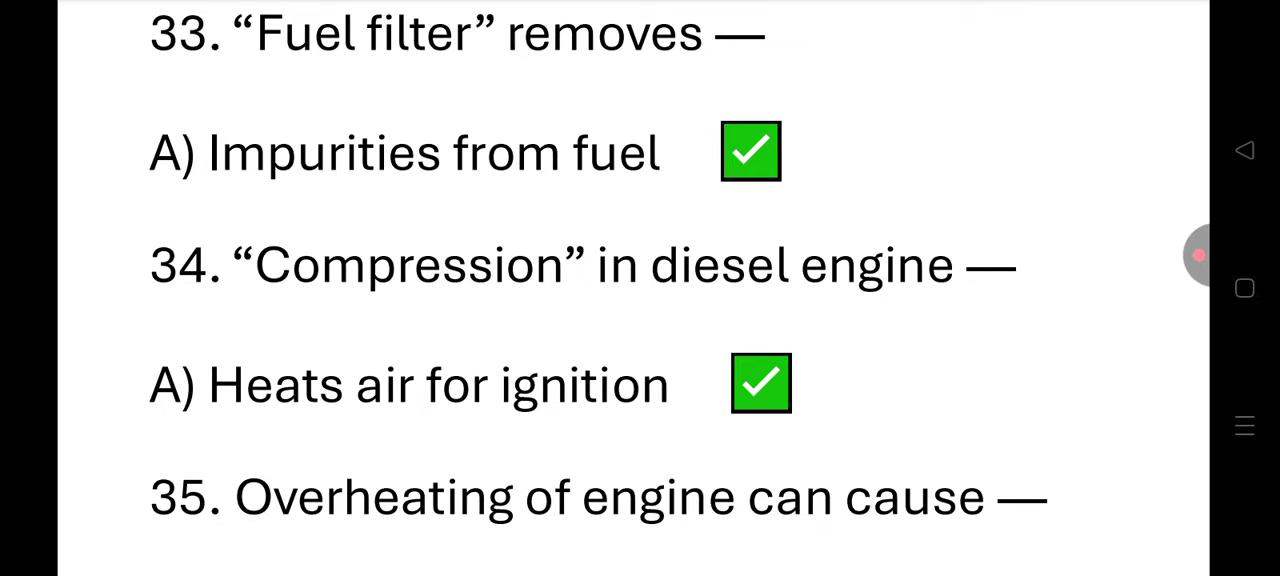 33. “Fuel filter” removes —
A) Impurities from fuel ✅
34. “Compression” in diesel engine —
A) Heats air for ignition ✅
35. Overheating of engine can cause —